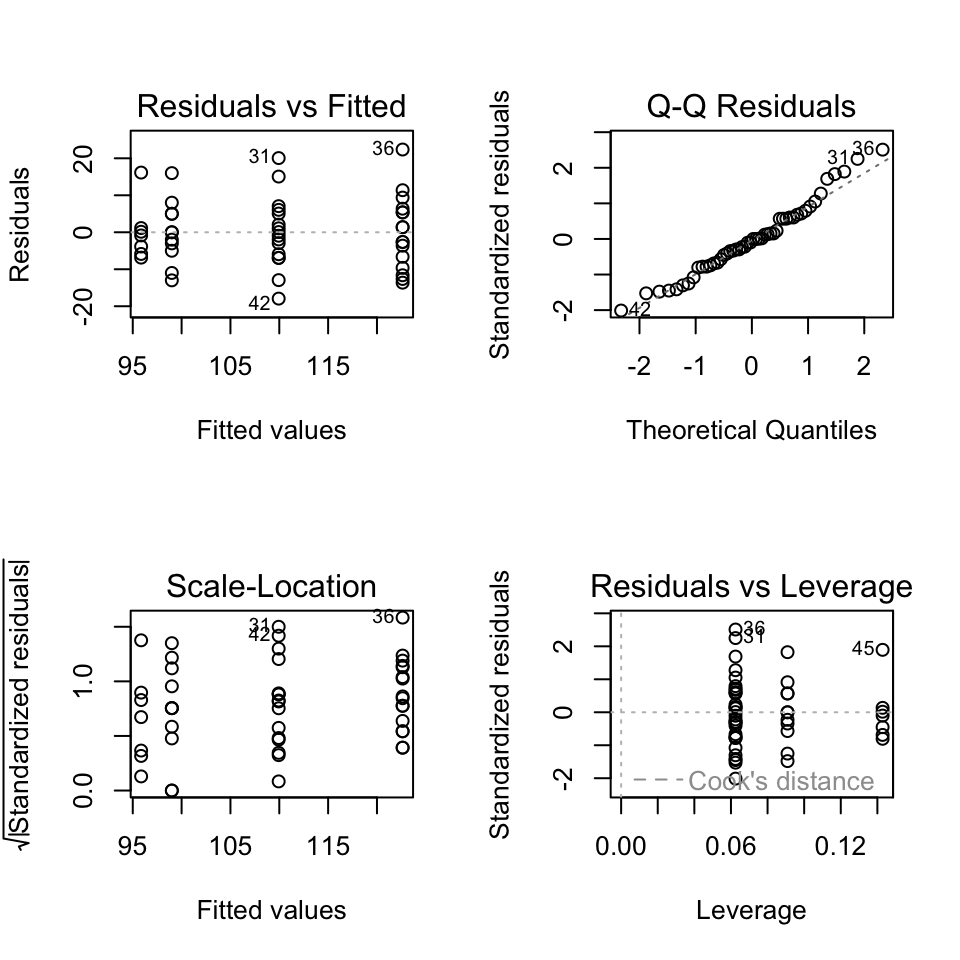 Residuals vs Fitted
Residuals
20
0
-20
31
36
42
95
105
115
Fitted values
Q-Q Residuals
Standardized residuals
2
0
-2
31
36
42
-2
-1
0
1
2
Theoretical Quantiles
Scale-Location
√|Standardized residuals|
1.0
0.0
31
42
36
95
105
115
Fitted values
Residuals vs Leverage
Standardized residuals
2
0
-2
36
31
45
Cook's distance
0.00
0.06
0.12
Leverage